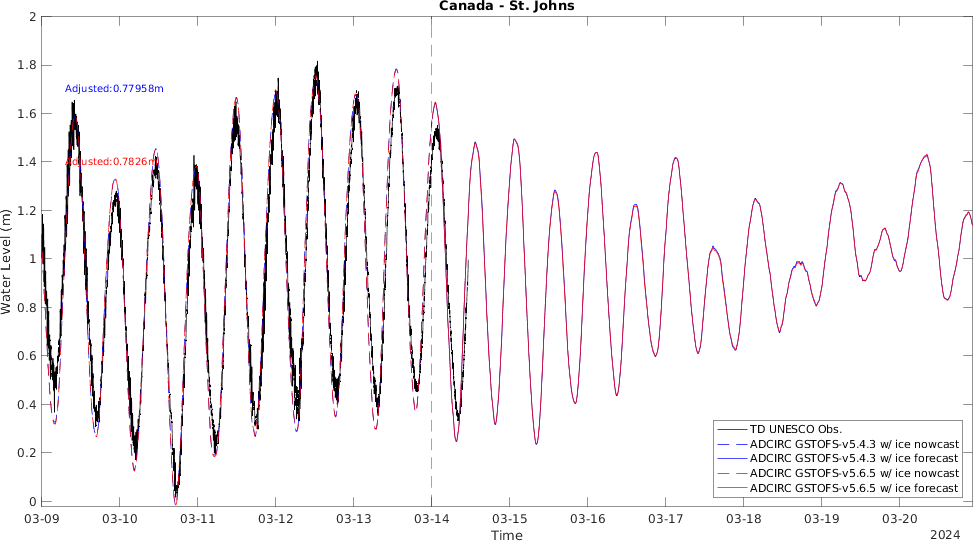 Canada - St. Johns
2
1.8
1.6
1.4
1.2
1
0.8
0.6
0.4
0.2
0
Water Level (m)
Adjusted:0.77958m
Adjusted:0.7826m
TD UNESCO Obs.
ADCIRC GSTOFS-v5.4.3 w/ ice nowcast
ADCIRC GSTOFS-v5.4.3 w/ ice forecast
ADCIRC GSTOFS-v5.6.5 w/ ice nowcast
ADCIRC GSTOFS-v5.6.5 w/ ice forecast
03-09 03-10 03-11 03-12 03-13 03-14 03-15 03-16 03-17 03-18 03-19 03-20
Time
2024